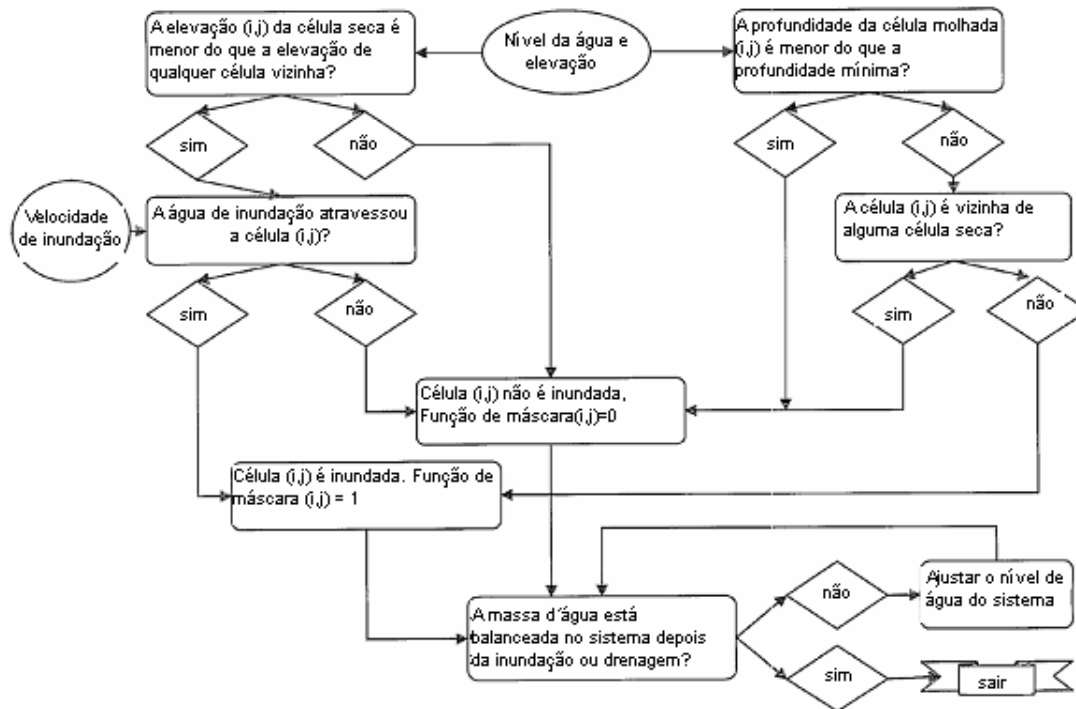 A elevação (i,j) da célula seca é
menor do que a elevação de
qualquer célula vizinha?
Nível da água e
elevação
A profundidade da célula molhada
(i,j) é menor do que a
profundidade mínima?
sim
não
sim
não
Velocidade
de inundação
A água de inundação atravessou
a célula (i,j)?
A célula (i,j) é vizinha de
alguma célula seca?
sim
não
sim
não
Célula (i,j) não é inundada,
Função de máscara(i,j)=0
Célula (i,j) é inundada. Função de
máscara (i,j) = 1
não
Ajustar o nível de
água do sistema
A massa d´água está
balanceada no sistema depois
da inundação ou drenagem?
sim
sair